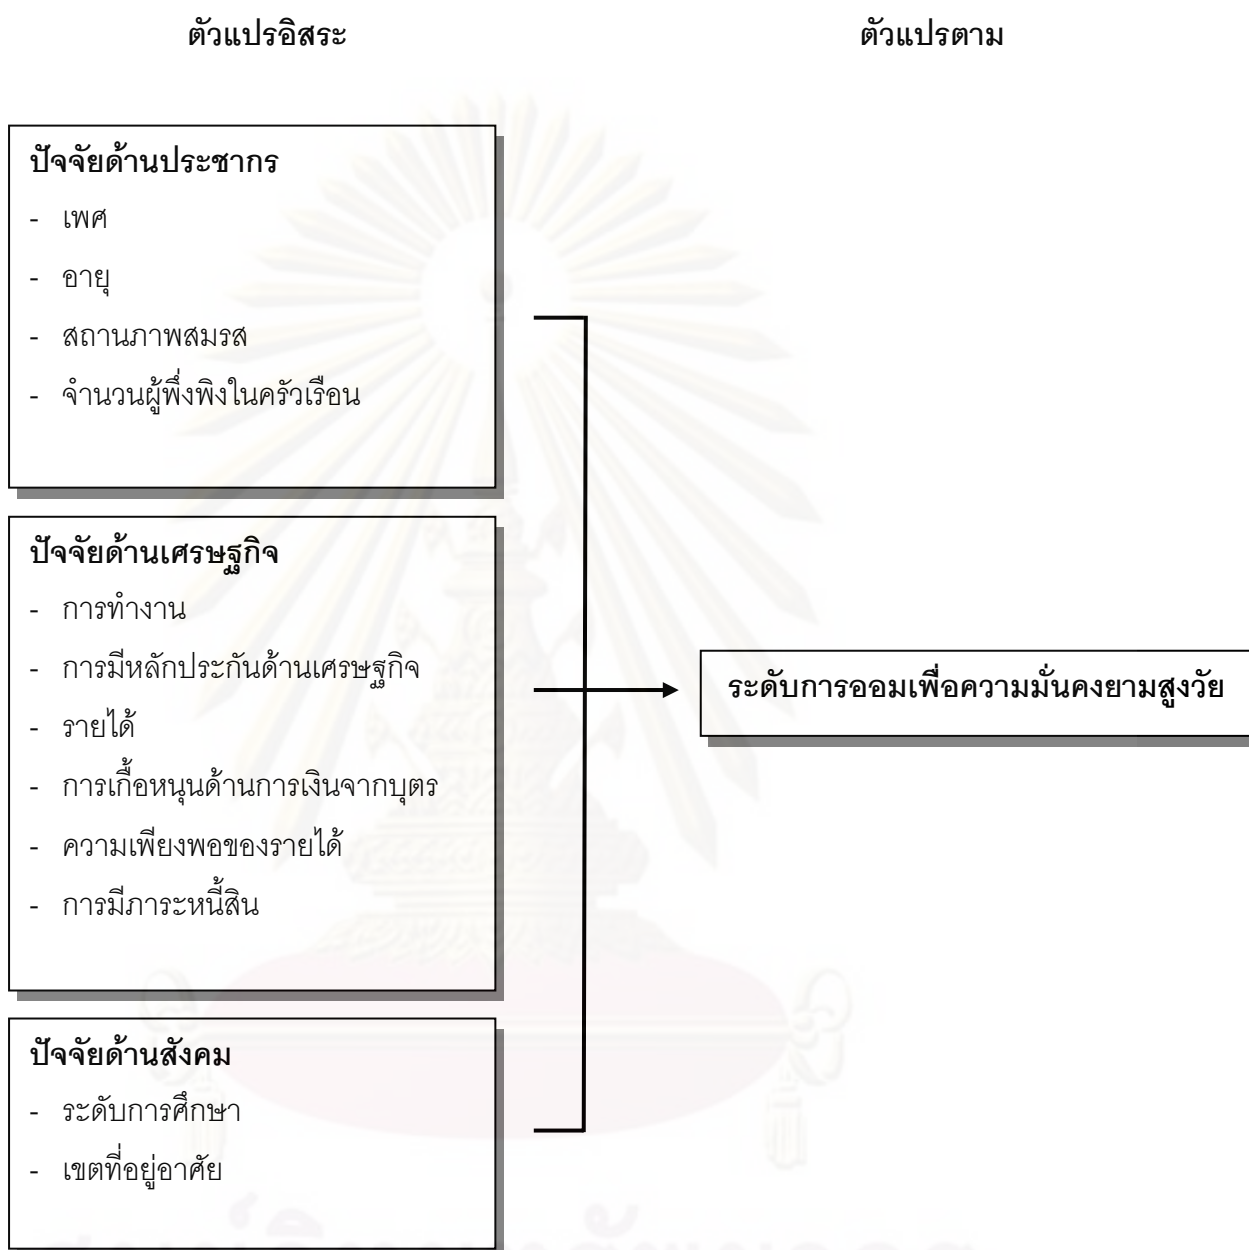 ตัวแปรอิสระ
ตัวแปรตาม
ปัจจัยด้านประชากร
- เพศ
- อายุ
- สถานภาพสมรส
- จำนวนผู้พึ่งพิงในครัวเรือน
ปัจจัยด้านเศรษฐกิจ
- การทำงาน
- การมีหลักประกันด้านเศรษฐกิจ
- รายได้
- การเกื้อหนุนด้านการเงินจากบุตร
- ความเพียงพอของรายได้
- การมีภาระหนี้สิน
ระดับการออมเพื่อความมั่นคงยามสูงวัย
ปัจจัยด้านสังคม
- ระดับการศึกษา
- เขตที่อยู่อาศัย